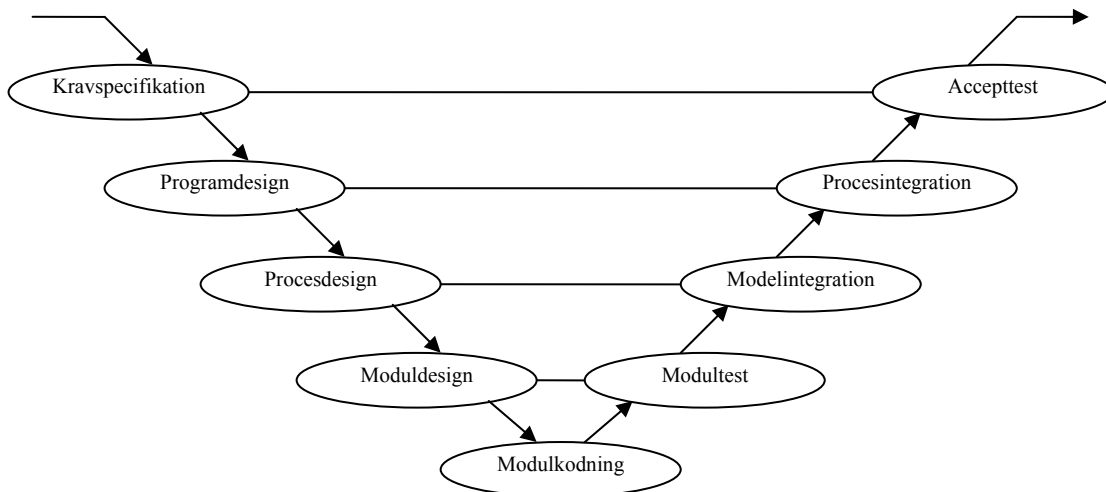 Kravspecifikation
Accepttest
Programdesign
Procesintegration
Procesdesign
Modelintegration
Moduldesign
Modultest
Modulkodning